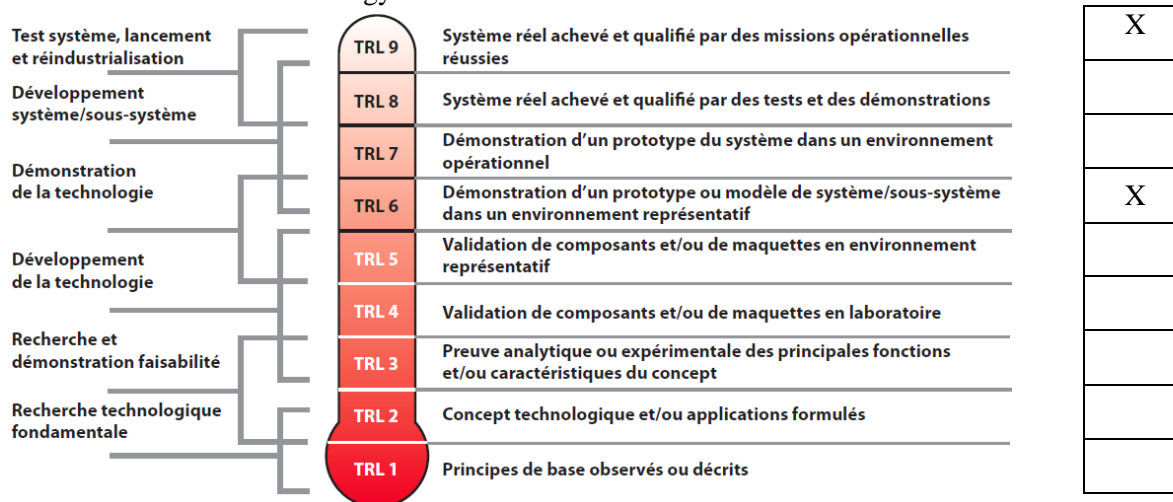 gy
Test système, lancement
et réindustrialisation
Développement
système/sous-système
Démonstration
de la technologie
Développement
de la technologie
Recherche et
démonstration faisabilité
Recherche technologique
fondamentale
TRL 9
Système réel achevé et qualifié par des missions opérationnelles
réussies
TRL 8
Système réel achevé et qualifié par des tests et des démonstrations
TRL 7
Démonstration d’un prototype du système dans un environnement
opérationnel
TRL 6
Démonstration d’un prototype ou modèle de système/sous-système
dans un environnement représentatif
TRL 5
Validation de composants et/ou de maquettes en environnement
représentatif
TRL 4
Validation de composants et/ou de maquettes en laboratoire
TRL 3
Preuve analytique ou expérimentale des principales fonctions
et/ou caractéristiques du concept
TRL 2
Concept technologique et/ou applications formulés
TRL 1
Principes de base observés ou décrits
X
X